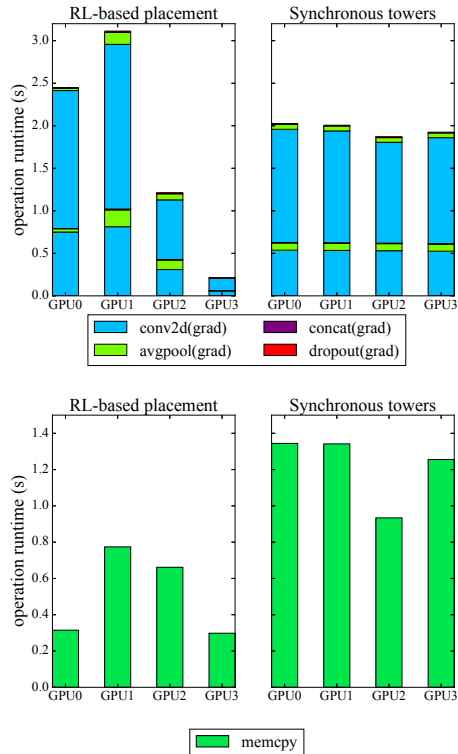 RL-based placement Synchronous towers
operation runtime (s)
3.0
2.5
2.0
1.5
1.0
0.5
0.0
GPU0 GPU1 GPU2 GPU3 GPU0 GPU1 GPU2 GPU3
conv2d(grad) concat(grad)
avgpool(grad) dropout(grad)
RL-based placement Synchronous towers
operation runtime (s)
1.4
1.2
1.0
0.8
0.6
0.4
0.2
0.0
GPU0 GPU1 GPU2 GPU3 GPU0 GPU1 GPU2 GPU3
memcpy